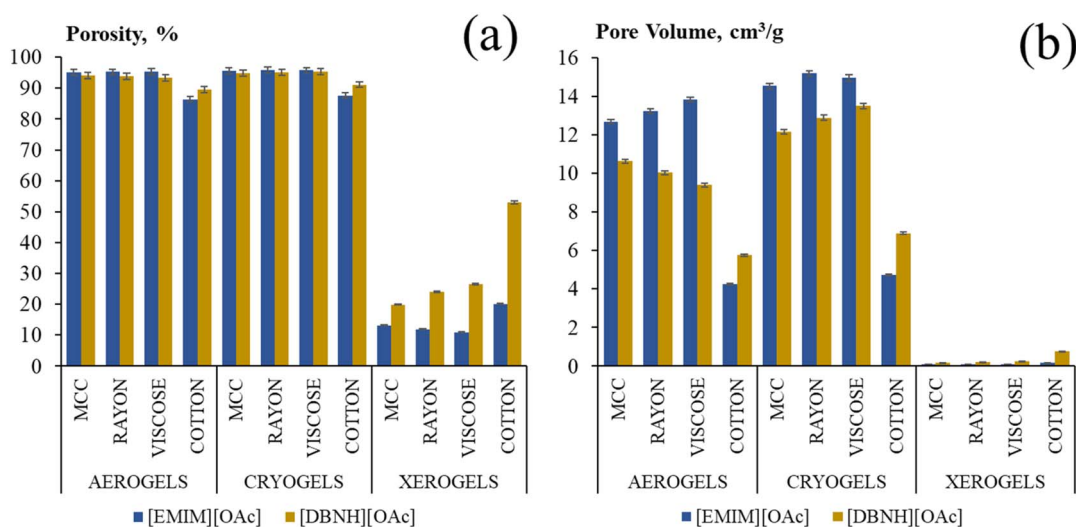 Porosity, %
(a)
100
90
80
70
60
50
40
30
20
10
0
MCC
RAYON
VISCOSE
COTTON
MCC
RAYON
VISCOSE
COTTON
MCC
RAYON
VISCOSE
COTTON
AEROGELS
CRYOGELS
XEROGELS
[EMIM][OAc]
[DBNH][OAc]
Pore Volume, cm³/g
(b)
16
14
12
10
8
6
4
2
0
MCC
RAYON
VISCOSE
COTTON
MCC
RAYON
VISCOSE
COTTON
MCC
RAYON
VISCOSE
COTTON
AEROGELS
CRYOGELS
XEROGELS
[EMIM][OAc]
[DBNH][OAc]